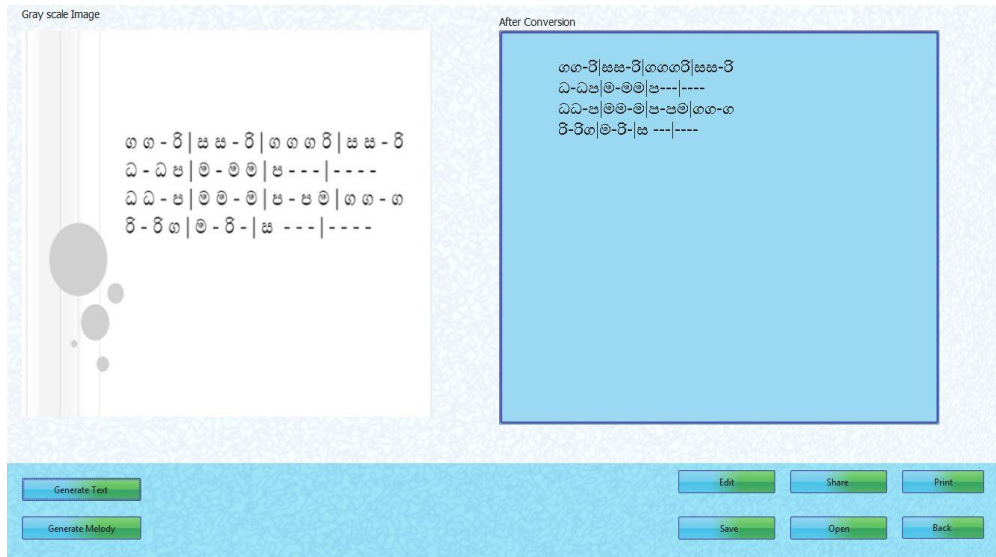 Gray scale Image
ග ග - රි | ස ස - රි | ග ග ග රි | ස ස - රි
ධ - ධ ප | ම - ම ම | ප - - - | - - - -
ධ ධ - ප | ම ම - ම | ප - ප ම | ග ග - ග
රි - රි ග | ම - රි - | ස - - - | - - - -
After Conversion
ගග-රි|සස-රි|ගගගරි|සස-රි
ධ-ධප|ම-මම|ප---|----
ධධ-ප|මම-ම|ප-පම|ගග-ග
රි-රිග|ම-රි-|ස ---|----
Generate Text
Generate Melody
Edit
Share
Print
Save
Open
Back